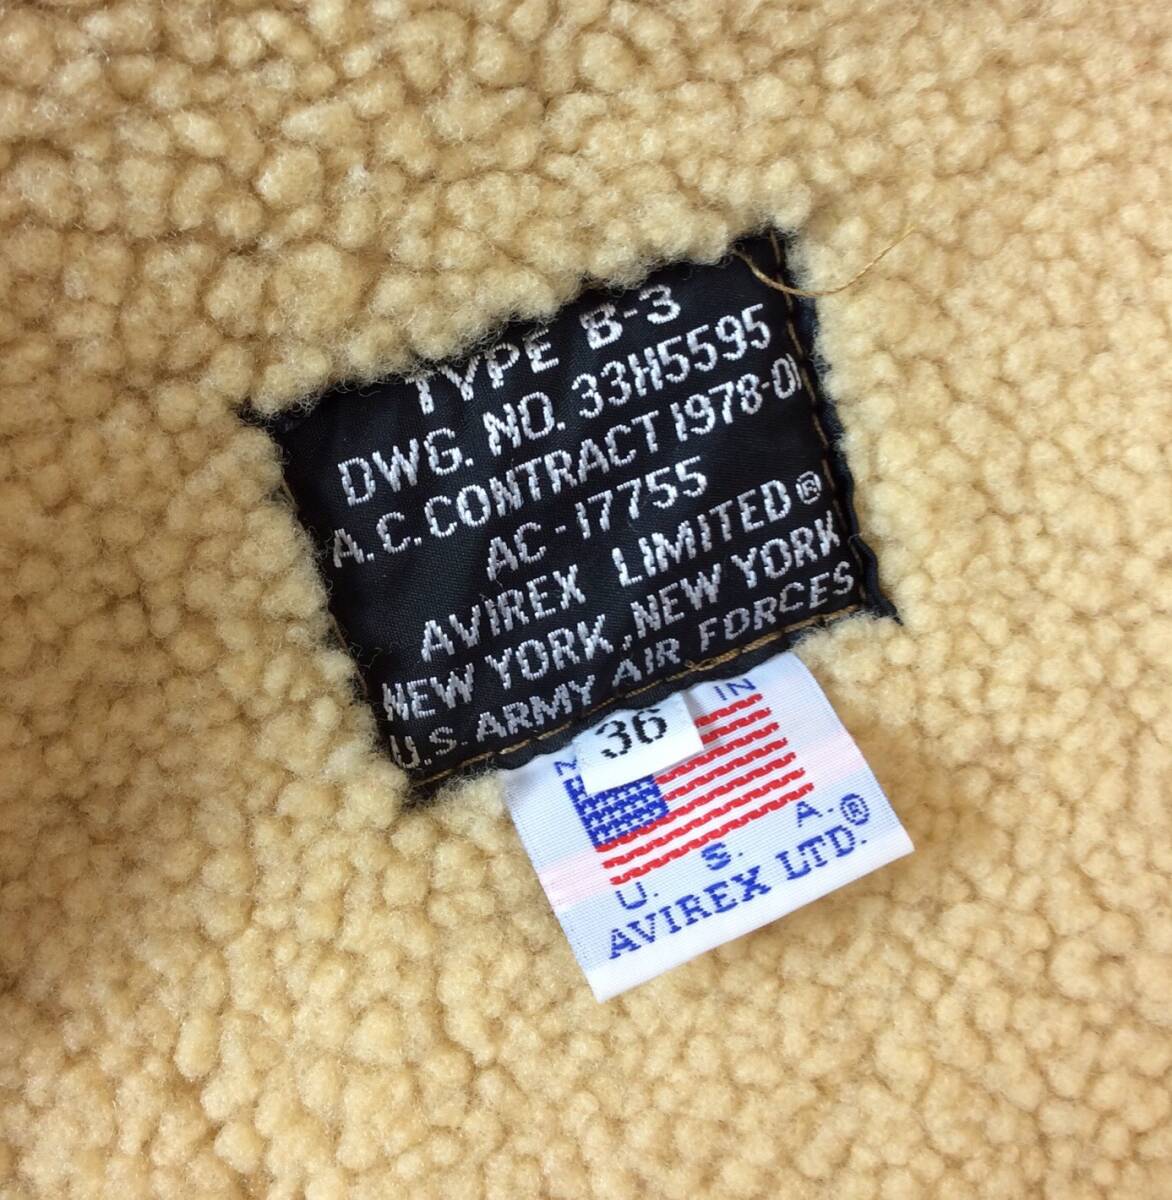 TYPE B-3
DWG. NO. 33H5595
A.C. CONTRACT 1978-01
AC-17755
AVIREX LIMITED®
NEW YORK, NEW YORK
U.S. ARMY AIR FORCES
36
IN
U. S. A.
AVIREX LTD.®